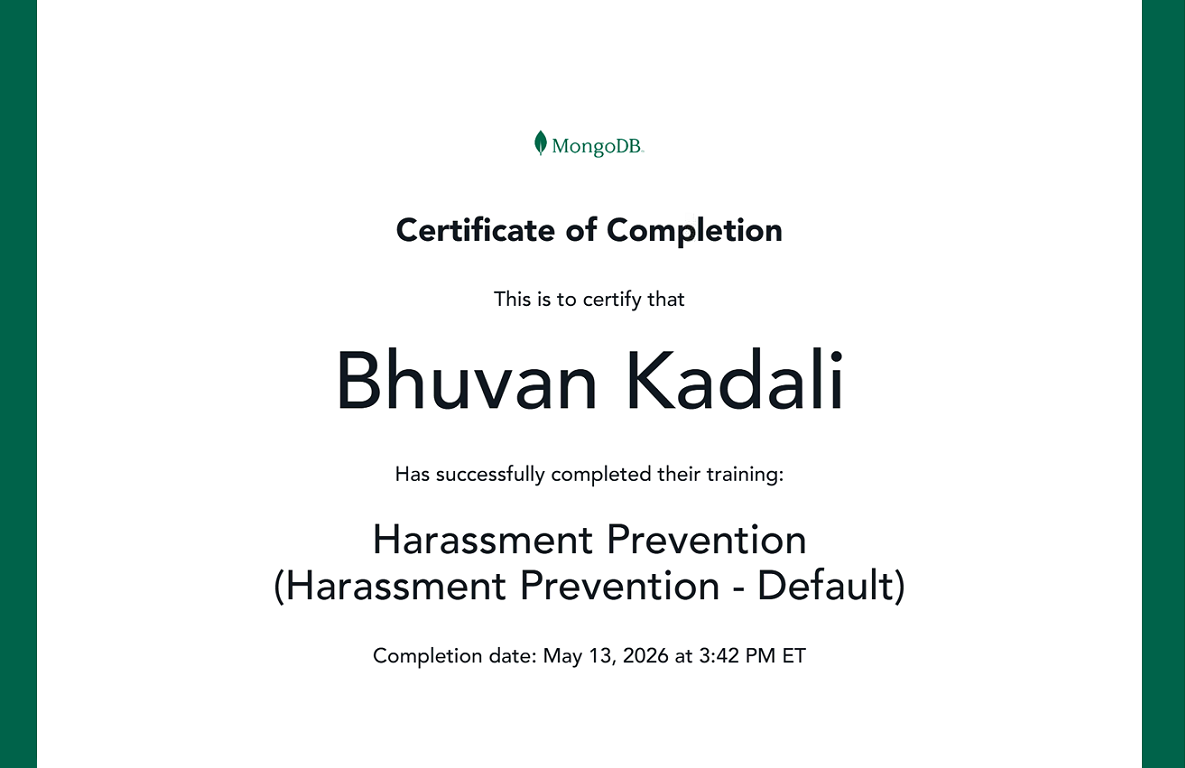 MongoDB
Certificate of Completion
This is to certify that
Bhuvan Kadali
Has successfully completed their training:
Harassment Prevention
(Harassment Prevention - Default)
Completion date: May 13, 2026 at 3:42 PM ET